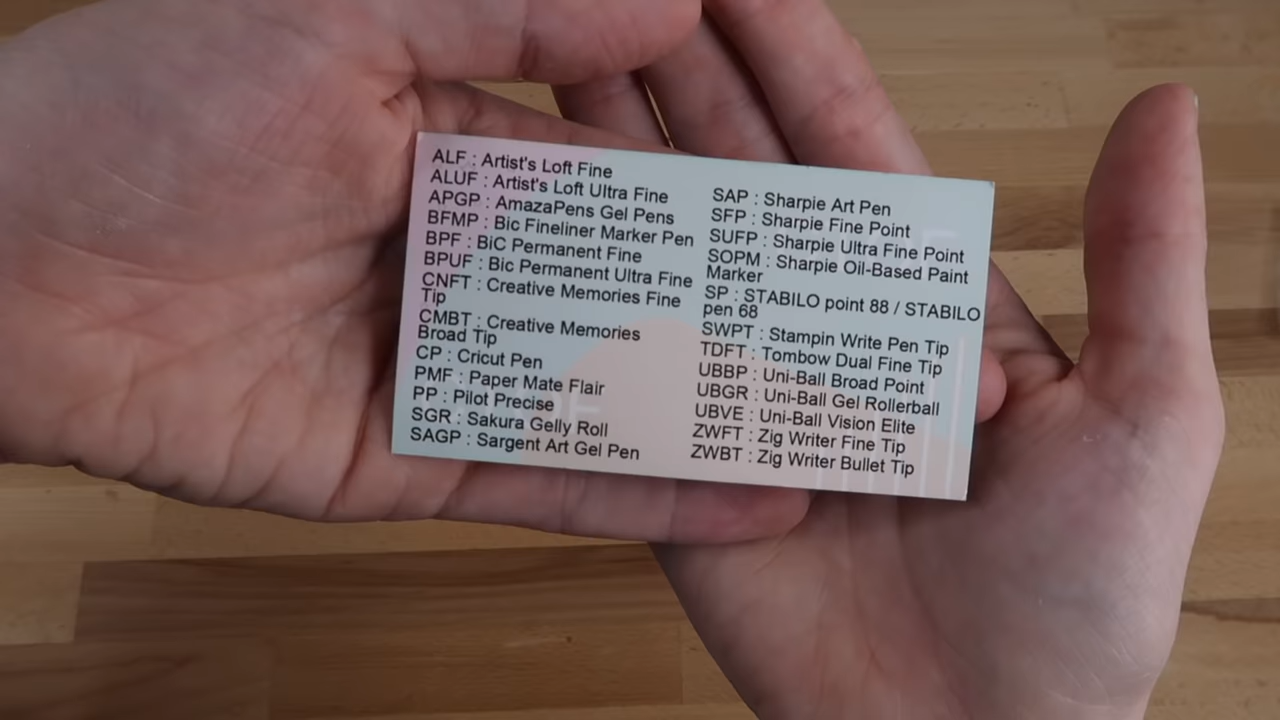 ALF : Artist's Loft Fine
ALUF : Artist's Loft Ultra Fine
APGP : AmazaPens Gel Pens
BFMP : Bic Fineliner Marker Pen
BPF : BiC Permanent Fine
BPUF : Bic Permanent Ultra Fine
CNFT : Creative Memories Fine
Tip
CMBT : Creative Memories
Broad Tip
CP : Cricut Pen
PMF : Paper Mate Flair
PP : Pilot Precise
SGR : Sakura Gelly Roll
SAGP : Sargent Art Gel Pen
SAP : Sharpie Art Pen
SFP : Sharpie Fine Point
SUFP : Sharpie Ultra Fine Point
SOPM : Sharpie Oil-Based Paint
Marker
SP : STABILO point 88 / STABILO
pen 68
SWPT : Stampin Write Pen Tip
TDFT : Tombow Dual Fine Tip
UBBP : Uni-Ball Broad Point
UBGR : Uni-Ball Gel Rollerball
UBVE : Uni-Ball Vision Elite
ZWFT : Zig Writer Fine Tip
ZWBT : Zig Writer Bullet Tip